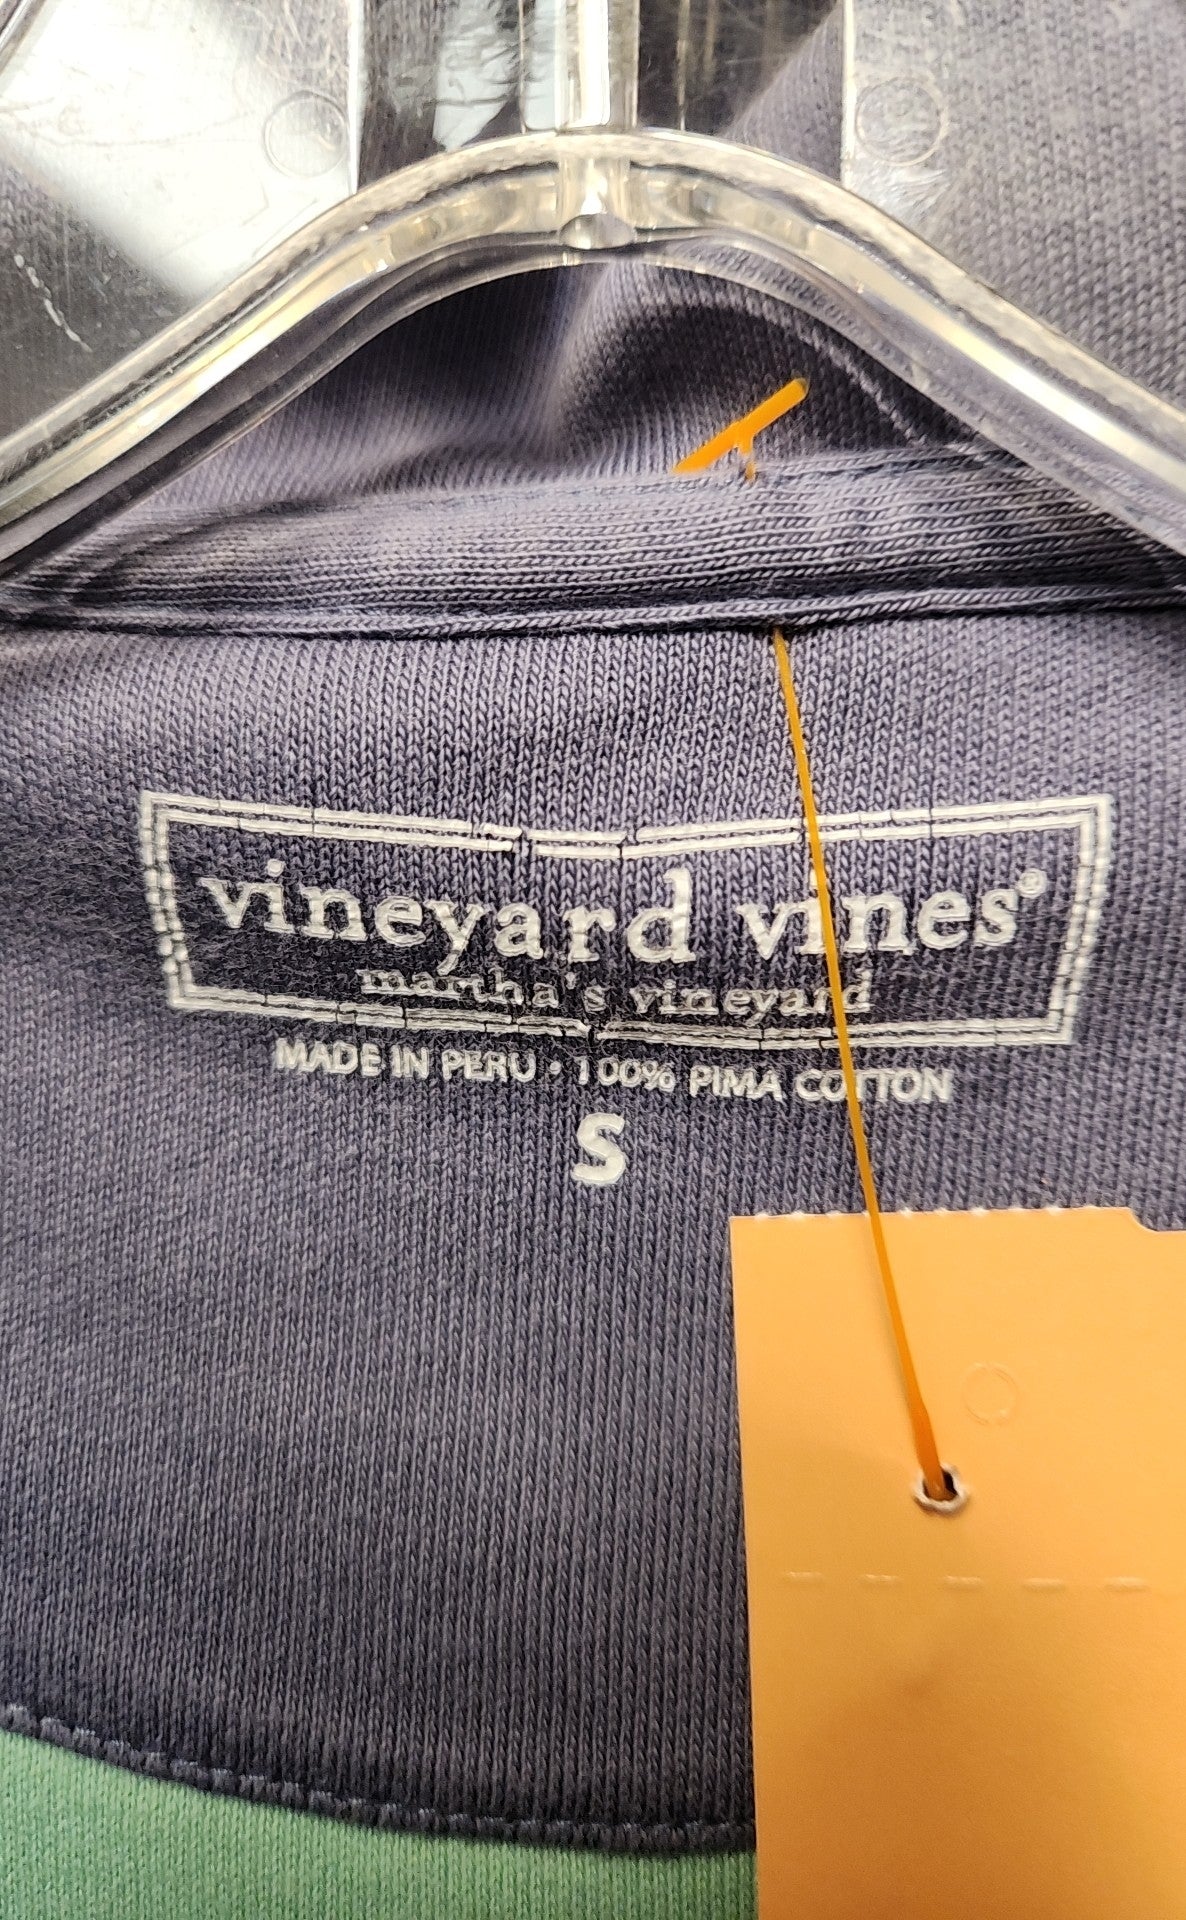 vineyard vines®
martha's vineyard
MADE IN PERU • 100% PIMA COTTON
S